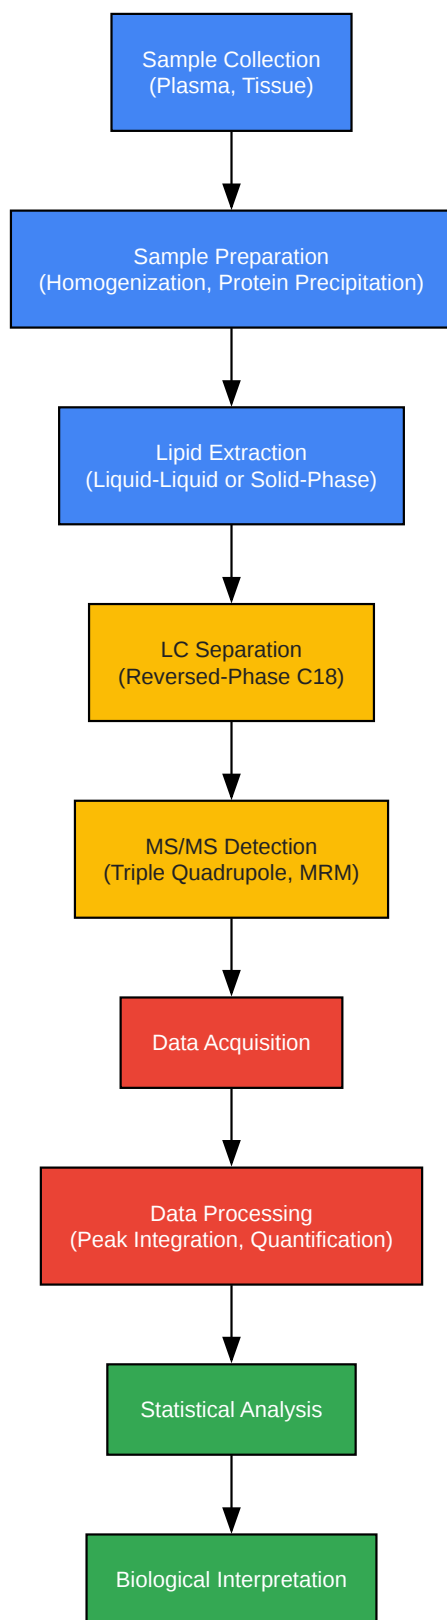 Sample Collection
(Plasma, Tissue)
Sample Preparation
(Homogenization, Protein Precipitation)
Lipid Extraction
(Liquid-Liquid or Solid-Phase)
LC Separation
(Reversed-Phase C18)
MS/MS Detection
(Triple Quadrupole, MRM)
Data Acquisition
Data Processing
(Peak Integration, Quantification)
Statistical Analysis
Biological Interpretation